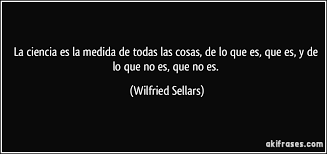 La ciencia es la medida de todas las cosas, de lo que es, que es, y de
lo que no es, que no es.
(Wilfried Sellars)
akifrases.com